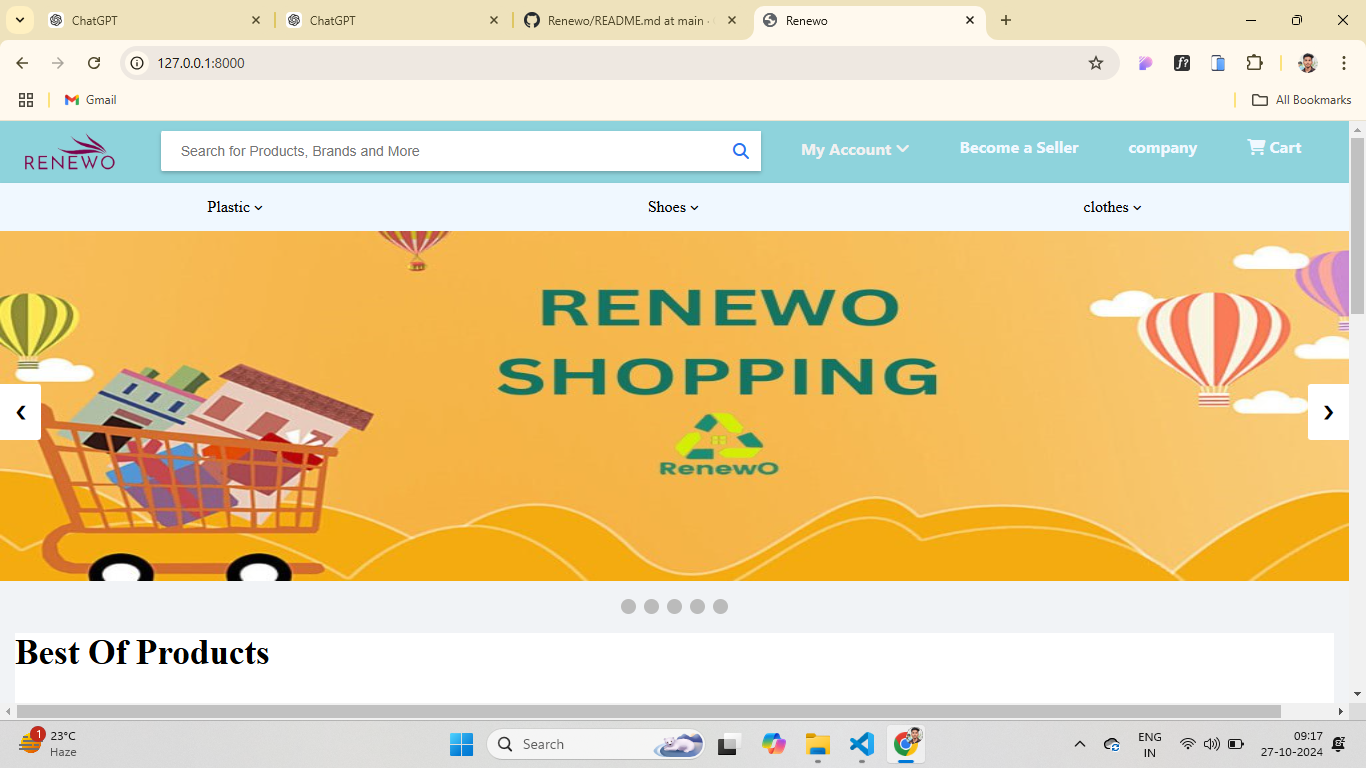 ChatGPT
ChatGPT
Renewo/README.md at main ·
Renewo
127.0.0.1:8000
Gmail
All Bookmarks
RENEWO
Search for Products, Brands and More
My Account
Become a Seller
company
Cart
Plastic
Shoes
clothes
RENEWO
SHOPPING
RenewO
Best Of Products
1
23°C
Haze
Search
ENG
IN
09:17
27-10-2024